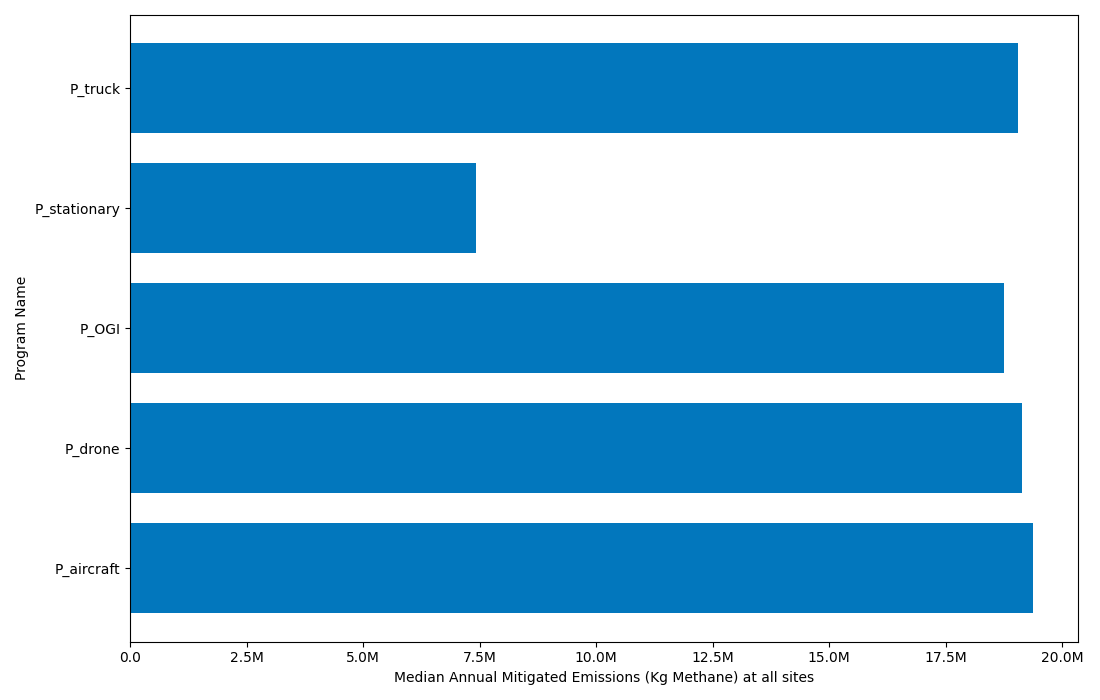 P_truck
P_stationary
P_OGI
P_drone
P_aircraft
Program Name
0.0 2.5M 5.0M 7.5M 10.0M 12.5M 15.0M 17.5M 20.0M
Median Annual Mitigated Emissions (Kg Methane) at all sites